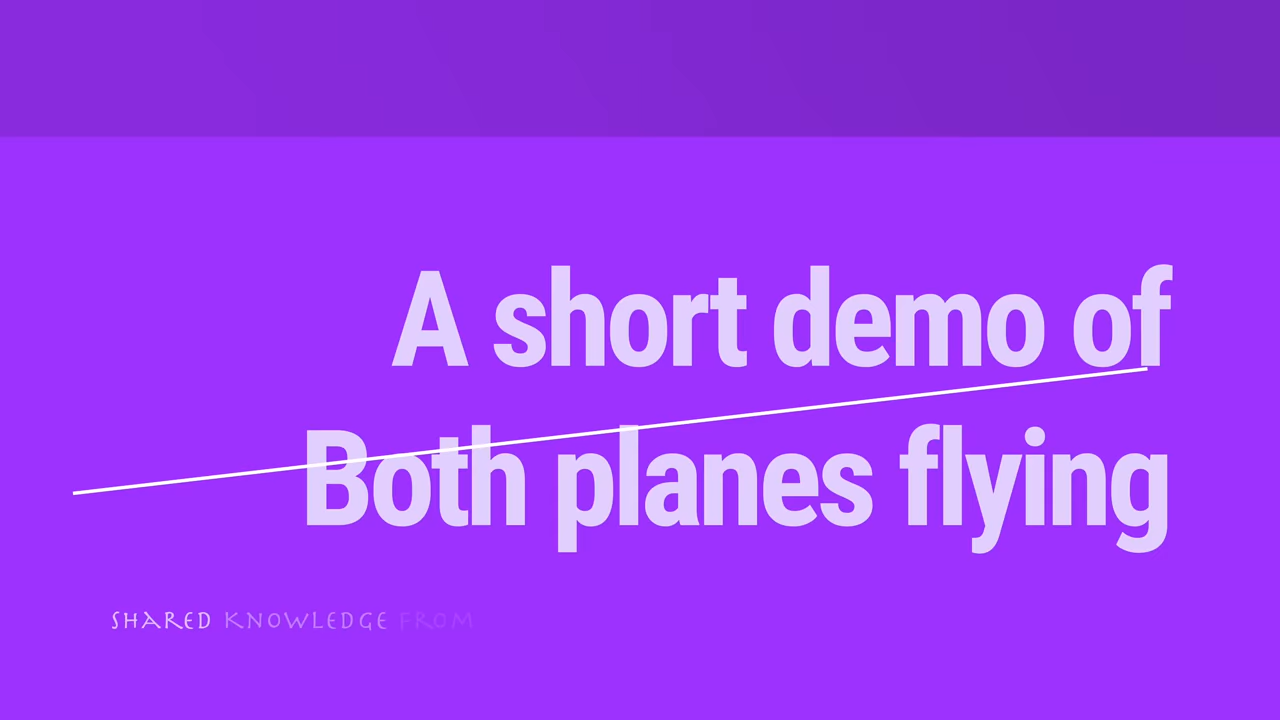 A short demo of
Both planes flying
SHARED KNOWLEDGE FROM